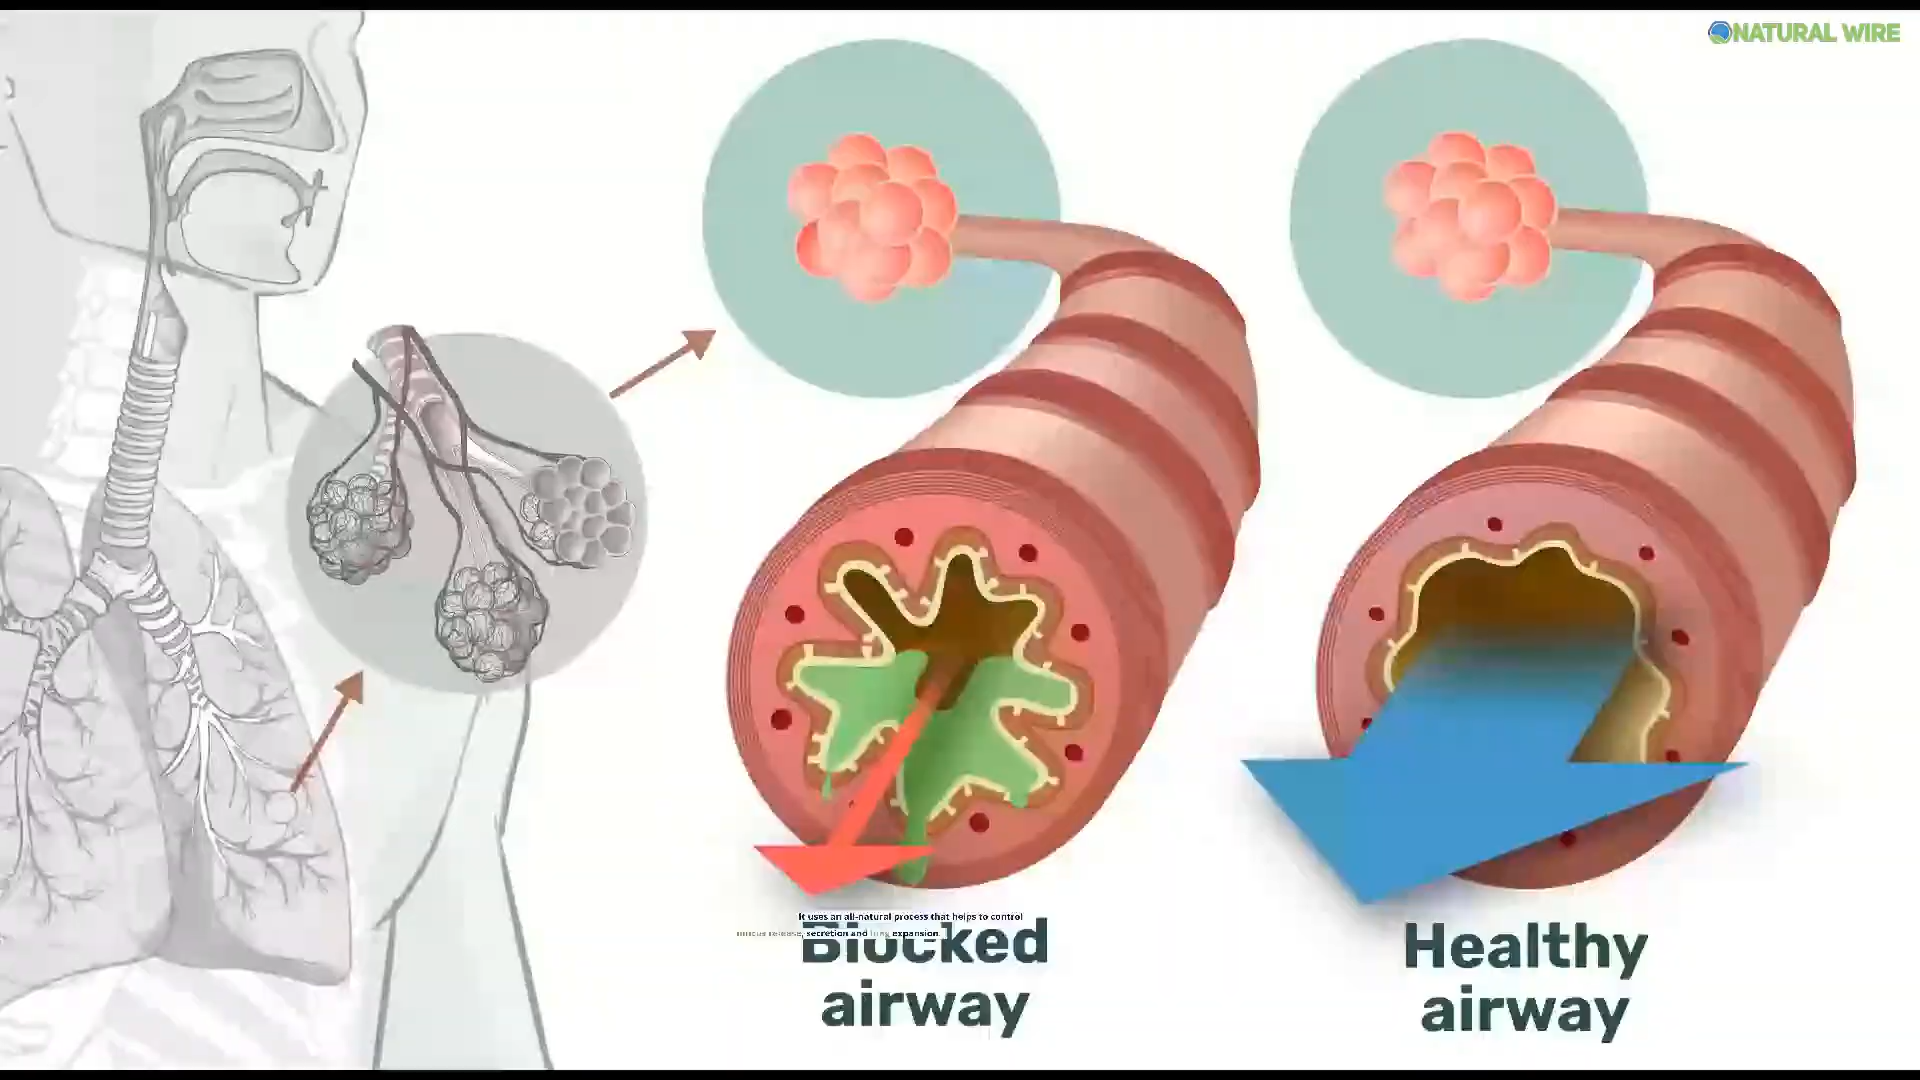 NATURAL WIRE
It uses an all-natural process that helps to control
mucus release, secretion and lung expansion.
Blocked
airway
Healthy
airway